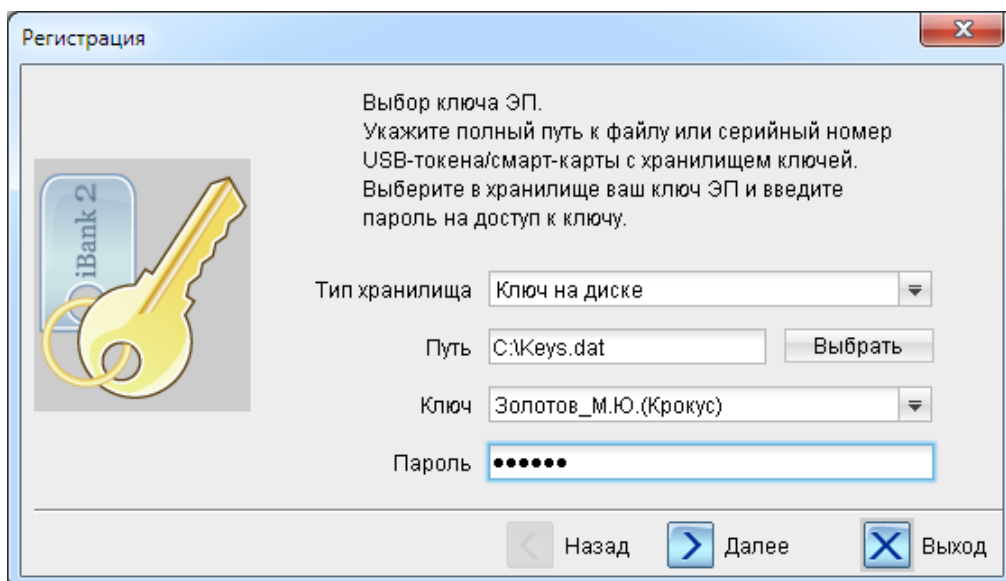 Регистрация
Выбор ключа ЭП.
Укажите полный путь к файлу или серийный номер
USB-токена/смарт-карты с хранилищем ключей.
Выберите в хранилище ваш ключ ЭП и введите
пароль на доступ к ключу.
iBank 2
Тип хранилища Ключ на диске
Путь C:\Keys.dat Выбрать
Ключ Золотов_М.Ю.(Крокус)
Пароль ••••••
Назад Далее Выход